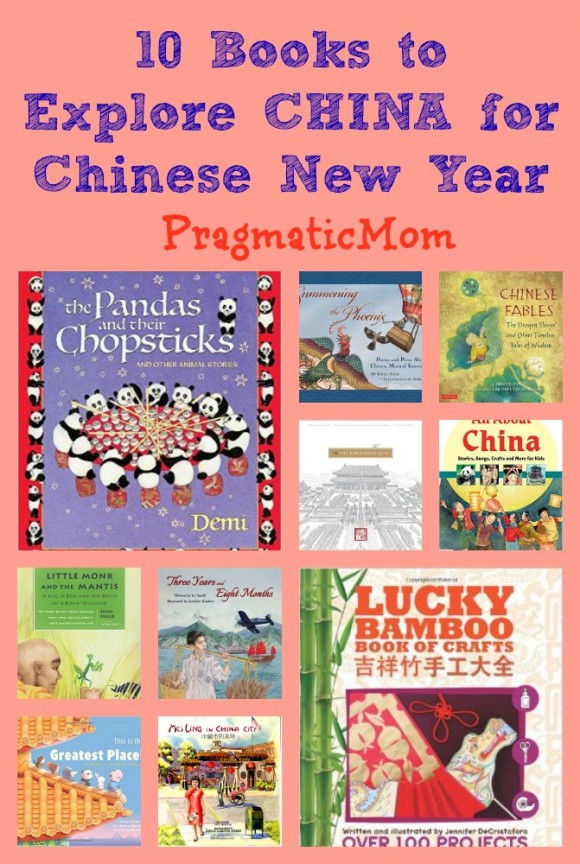 10 Books to
Explore CHINA for
Chinese New Year
PragmaticMom
the Pandas
and their
Chopsticks
AND OTHER ANIMAL STORIES
Demi
Summoning
the Phoenix
Poems and Prose
Chinese Musical
CHINESE
FABLES
"The Dragon Slayer"
and Other Timeless
Tales of Wisdom
All About
China
Stories, Songs, Crafts and More for Kids
LITTLE MONK
AND THE MANTIS
A BUG, A BOY, AND THE BIRTH
OF A KUNG FU LEGEND
Three Years and
Eight Months
This is th
Greatest Place
MEI LING IN CHINA CITY
Copyrighted Material
LUCKY
BAMBOO
BOOK OF CRAFTS
吉祥竹手工大全
Written and illustrated by Jennifer DeCristoforo
OVER 100 PROJECTS